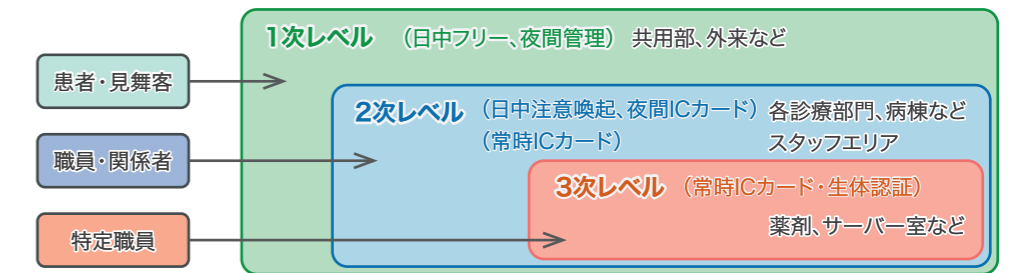 1次レベル （日中フリー、夜間管理） 共用部、外来など
患者・見舞客
2次レベル （日中注意喚起、夜間ICカード） 各診療部門、病棟など
（常時ICカード） スタッフエリア
職員・関係者
3次レベル （常時ICカード・生体認証）
薬剤、サーバー室など
特定職員